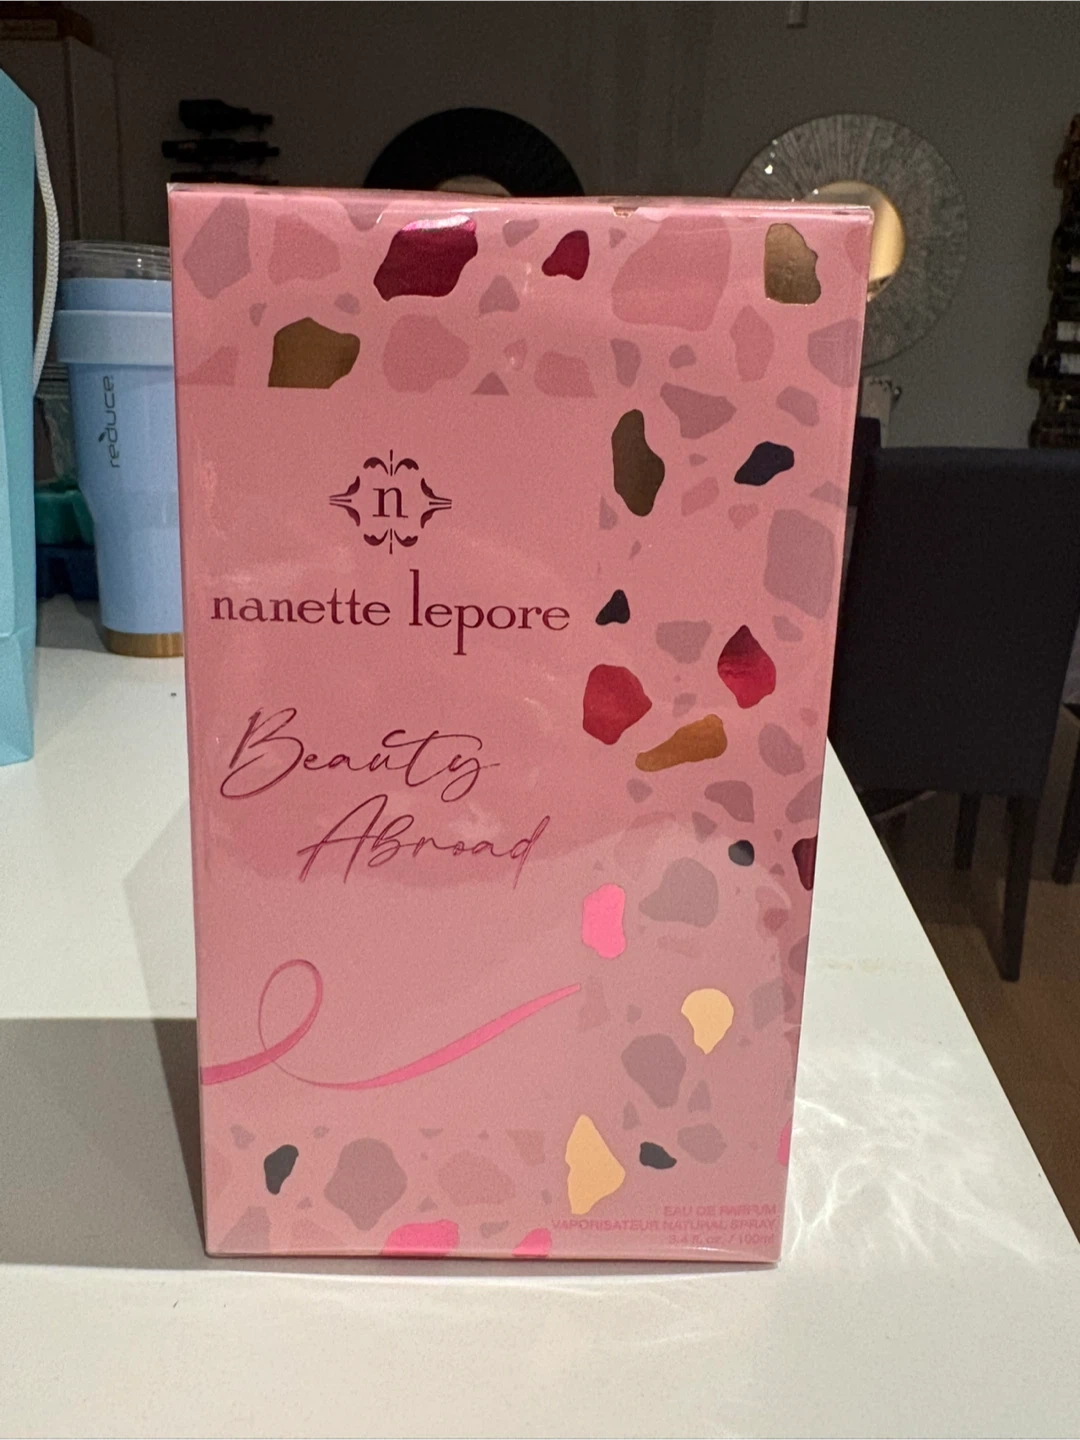 reduce
n
nanette lepore
Beauty
Abroad
EAU DE PARFUM
VAPORISATEUR NATURAL SPRAY
3.4 fl. oz. / 100ml